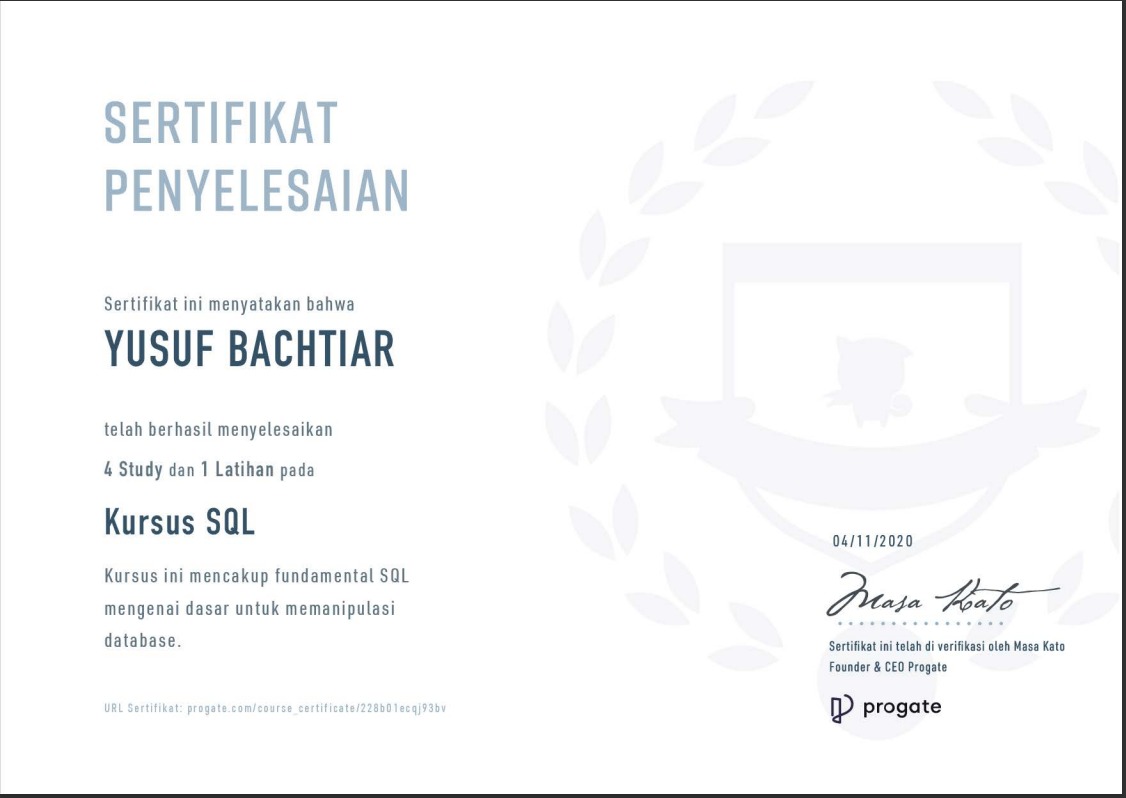 SERTIFIKAT
PENYELESAIAN
Sertifikat ini menyatakan bahwa
YUSUF BACHTIAR
telah berhasil menyelesaikan
4 Study dan 1 Latihan pada
Kursus SQL
Kursus ini mencakup fundamental SQL
mengenai dasar untuk memanipulasi
database.
URL Sertifikat: progate.com/course_certificate/228b01ecqj93bv
04/11/2020
Masa Kato
Sertifikat ini telah di verifikasi oleh Masa Kato
Founder & CEO Progate
progate